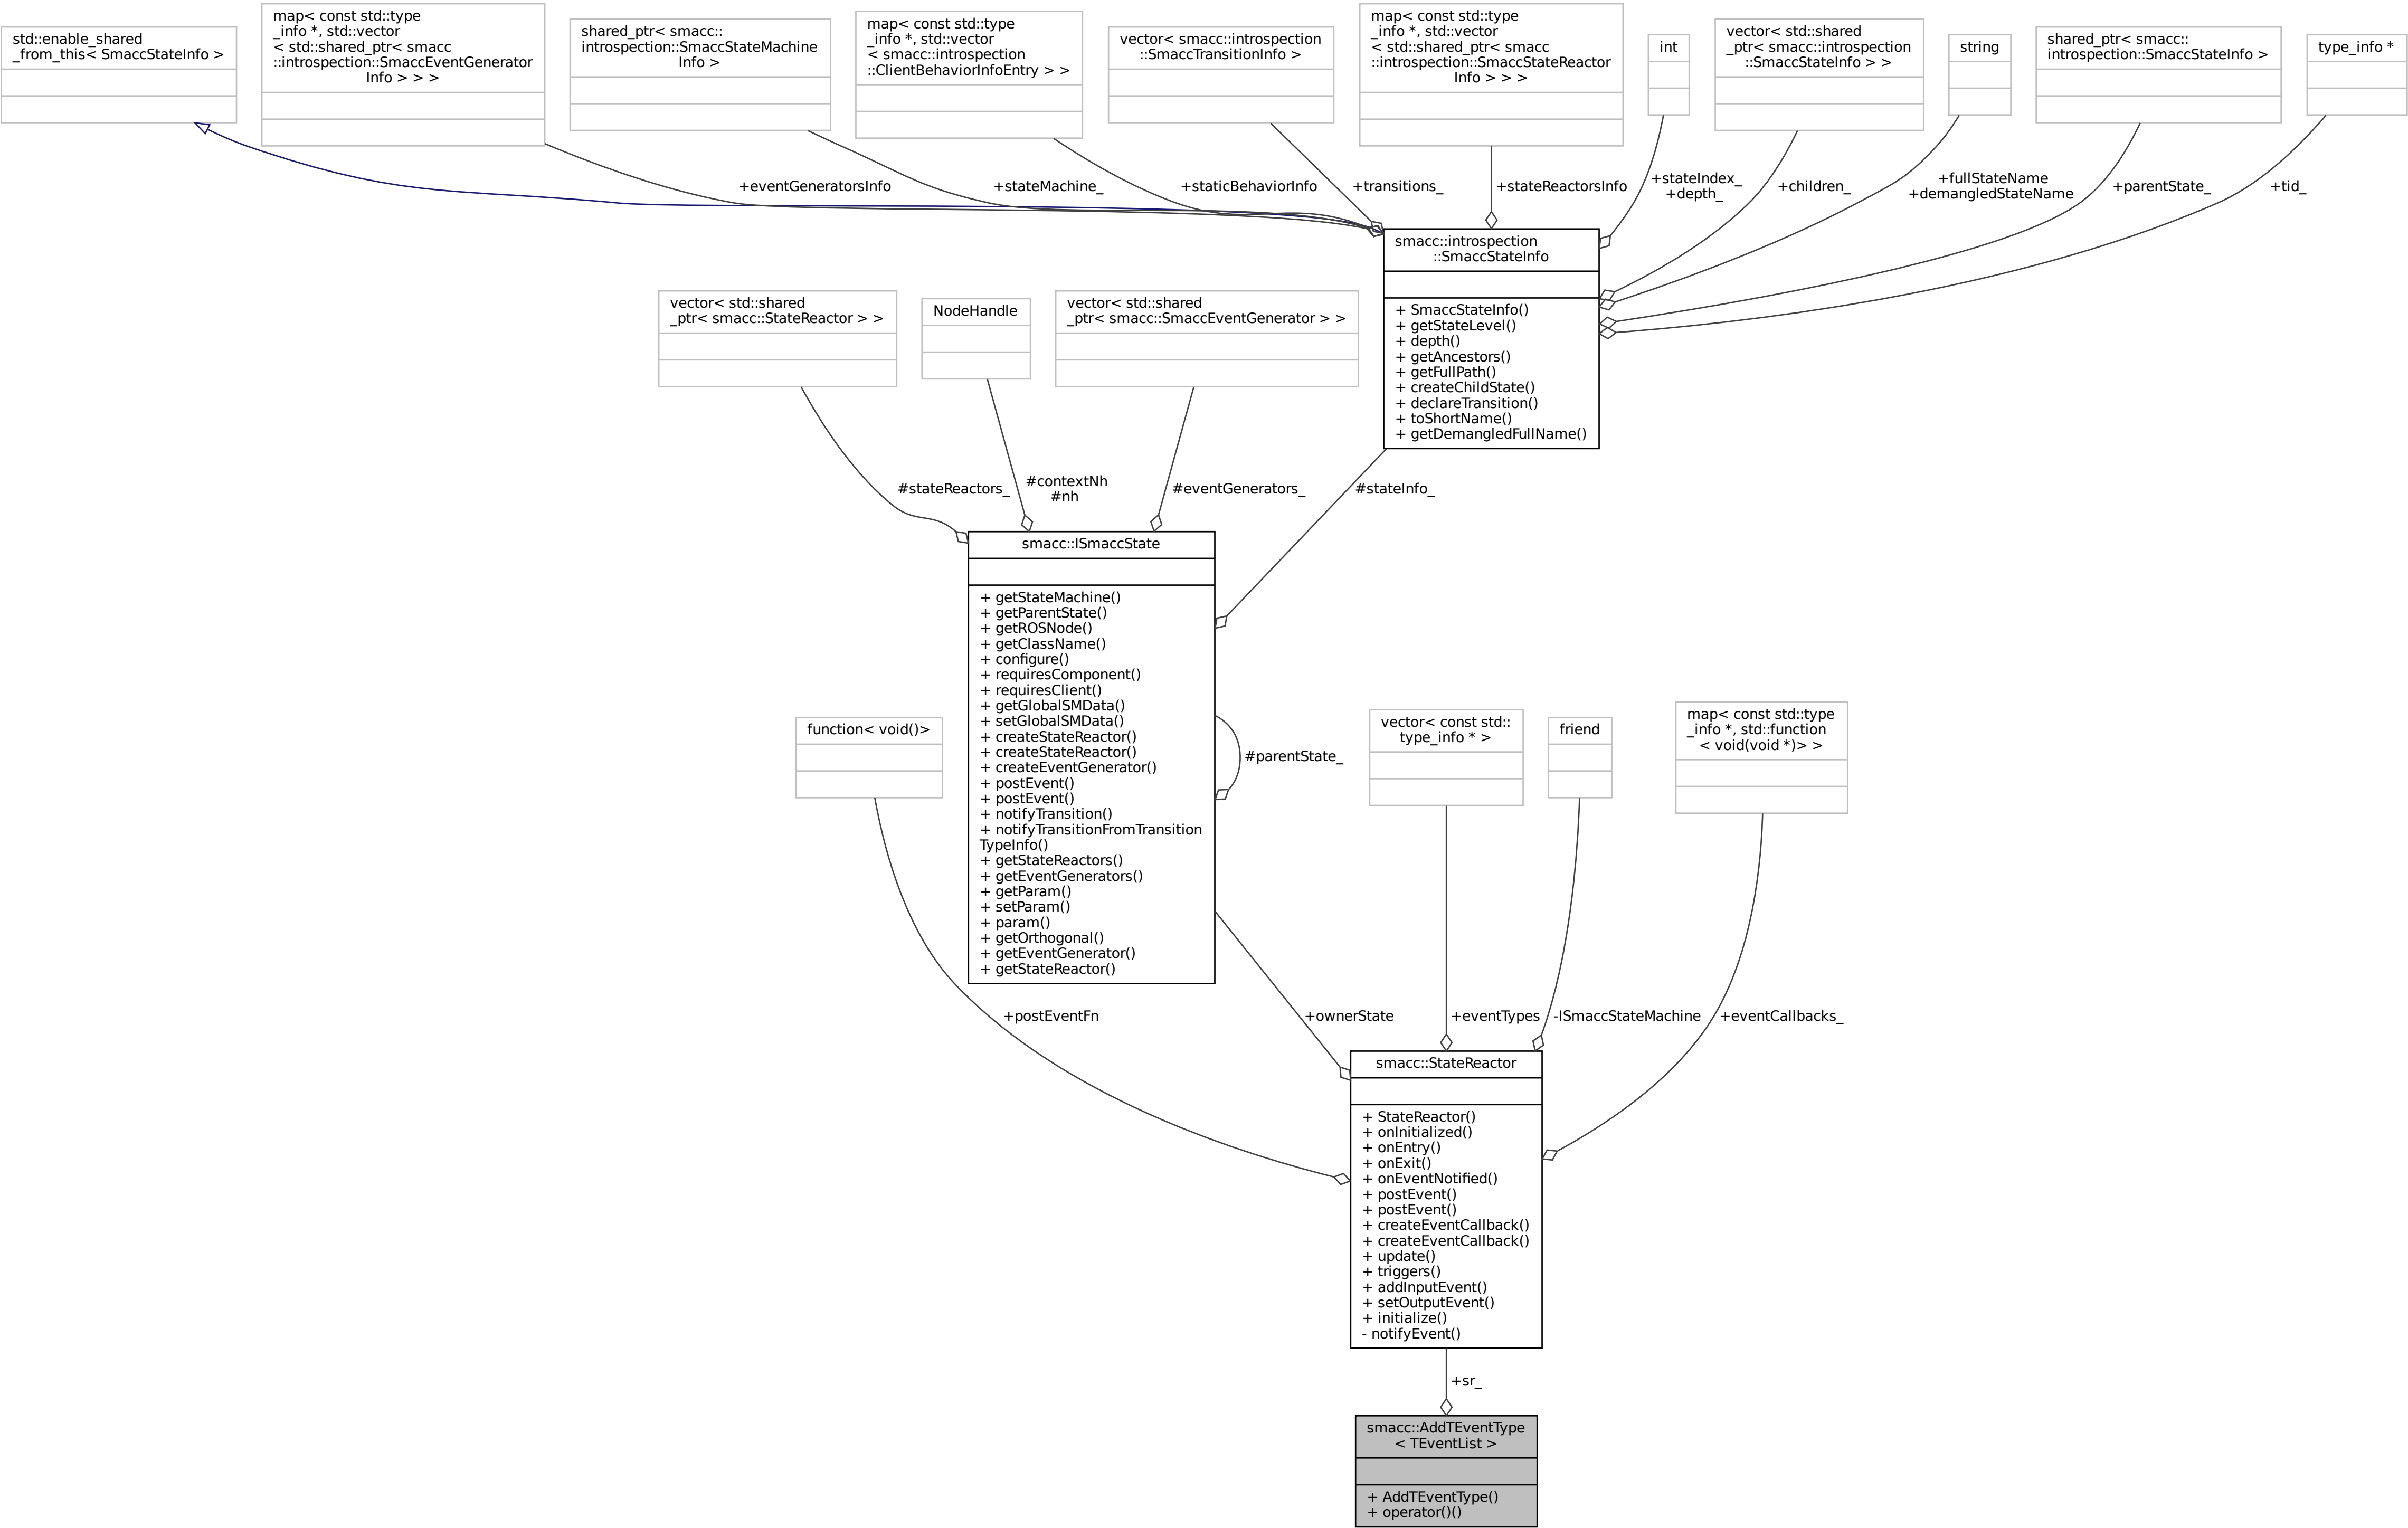 std::enable_shared
_from_this< SmaccStateInfo >
map< const std::type
_info *, std::vector
< std::shared_ptr< smacc
::introspection::SmaccEventGenerator
Info > > >
shared_ptr< smacc::
introspection::SmaccStateMachine
Info >
map< const std::type
_info *, std::vector
< smacc::introspection
::ClientBehaviorInfoEntry > >
vector< smacc::introspection
::SmaccTransitionInfo >
map< const std::type
_info *, std::vector
< std::shared_ptr< smacc
::introspection::SmaccStateReactor
Info > > >
int
vector< std::shared
_ptr< smacc::introspection
::SmaccStateInfo > >
string
shared_ptr< smacc::
introspection::SmaccStateInfo >
type_info *
+eventGeneratorsInfo
+stateMachine_
+staticBehaviorInfo
+transitions_
+stateReactorsInfo
+stateIndex_
+depth_
+children_
+fullStateName
+demangledStateName
+parentState_
+tid_
smacc::introspection
::SmaccStateInfo
+ SmaccStateInfo()
+ getStateLevel()
+ depth()
+ getAncestors()
+ getFullPath()
+ createChildState()
+ declareTransition()
+ toShortName()
+ getDemangledFullName()
vector< std::shared
_ptr< smacc::StateReactor > >
NodeHandle
vector< std::shared
_ptr< smacc::SmaccEventGenerator > >
#stateReactors_
#contextNh
#nh
#eventGenerators_
#stateInfo_
smacc::ISmaccState
+ getStateMachine()
+ getParentState()
+ getROSNode()
+ getClassName()
+ configure()
+ requiresComponent()
+ requiresClient()
+ getGlobalSMData()
+ setGlobalSMData()
+ createStateReactor()
+ createStateReactor()
+ createEventGenerator()
+ postEvent()
+ postEvent()
+ notifyTransition()
+ notifyTransitionFromTransition
TypeInfo()
+ getStateReactors()
+ getEventGenerators()
+ getParam()
+ setParam()
+ param()
+ getOrthogonal()
+ getEventGenerator()
+ getStateReactor()
#parentState_
function< void()>
vector< const std::
type_info * >
friend
map< const std::type
_info *, std::function
< void(void *)> >
+postEventFn
+ownerState
+eventTypes
-ISmaccStateMachine
+eventCallbacks_
smacc::StateReactor
+ StateReactor()
+ onInitialized()
+ onEntry()
+ onExit()
+ onEventNotified()
+ postEvent()
+ postEvent()
+ createEventCallback()
+ createEventCallback()
+ update()
+ triggers()
+ addInputEvent()
+ setOutputEvent()
+ initialize()
- notifyEvent()
+sr_
smacc::AddTEventType
< TEventList >
+ AddTEventType()
+ operator()()